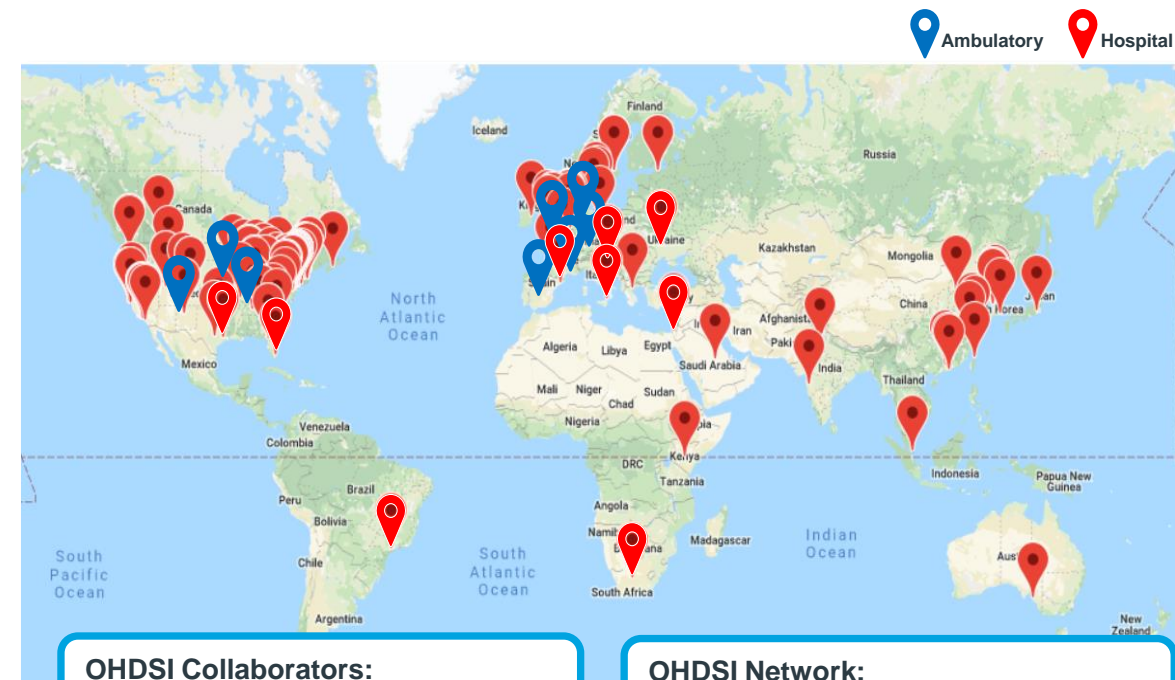 Ambulatory
Hospital
Finland
Iceland
Russia
Canada
Kazakhstan
Mongolia
North
Atlantic
Ocean
China
Iran
Algeria
Libya
Egypt
Saudi Arabia
India
Mexico
Mali
Niger
Sudan
Chad
Thailand
Nigeria
Venezuela
Colombia
DRC
Kenya
Indonesia
Papua New
Guinea
Tanzania
Brazil
Peru
Angola
Bolivia
Madagascar
Indian
Ocean
South
Pacific
Ocean
Chile
South
Atlantic
Ocean
South Africa
Argentina
New
Zealand
OHDSI Collaborators:
OHDSI Network: